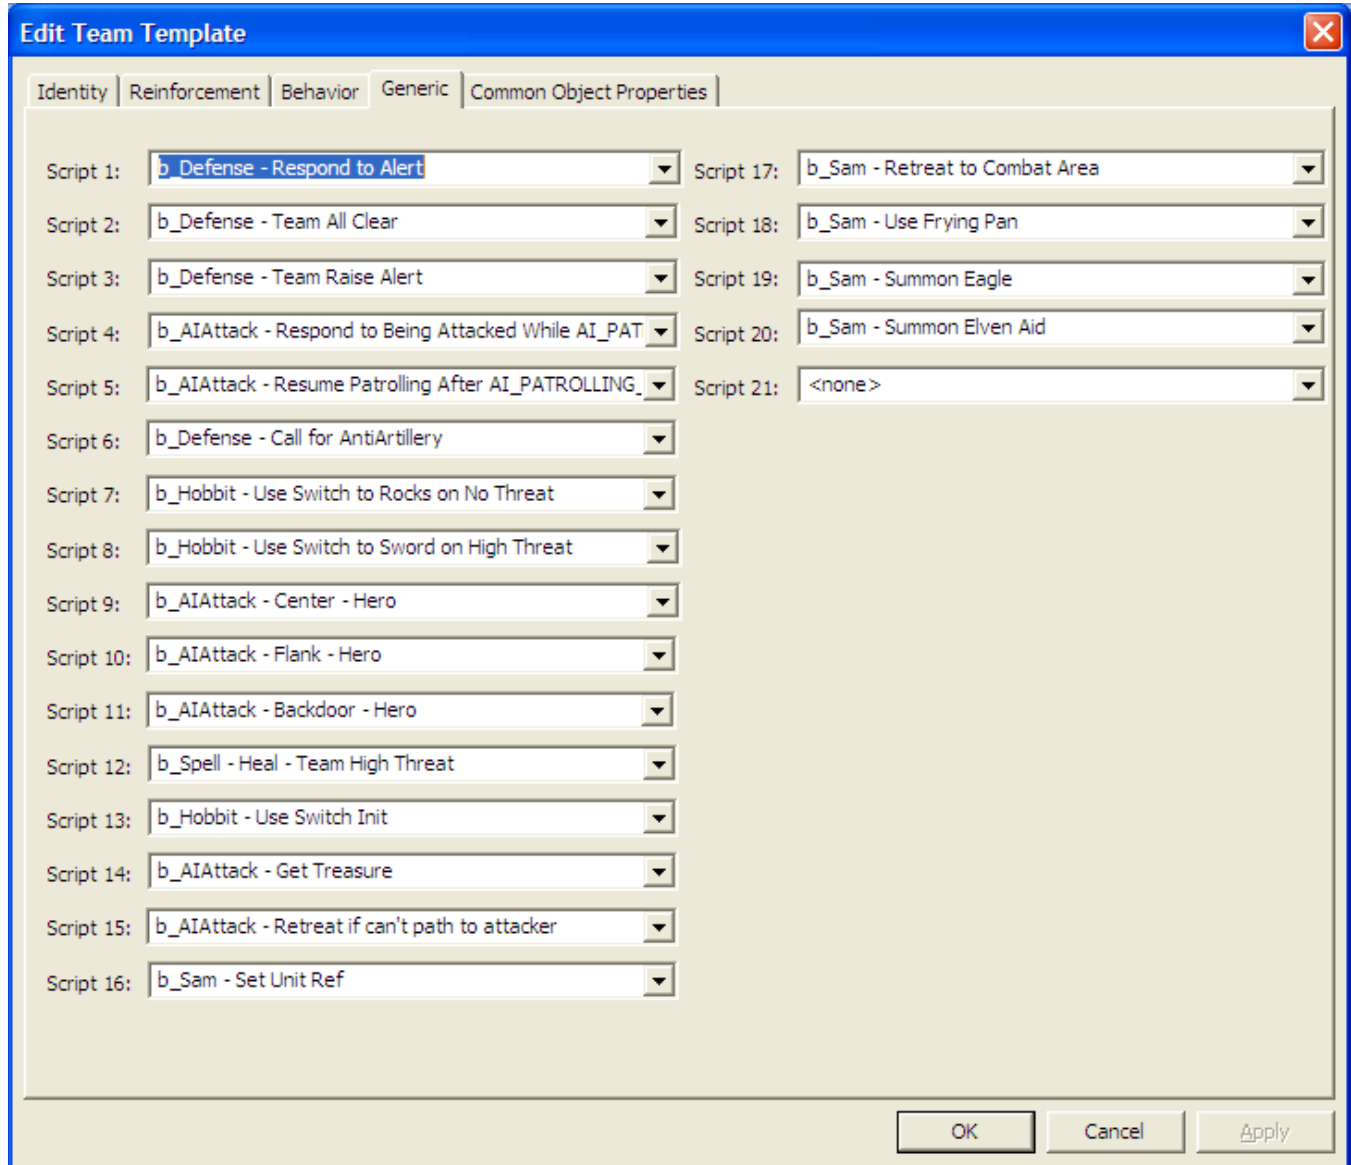 Edit Team Template
Identity Reinforcement Behavior Generic Common Object Properties
Script 1: b_Defense - Respond to Alert
Script 2: b_Defense - Team All Clear
Script 3: b_Defense - Team Raise Alert
Script 4: b_AIAttack - Respond to Being Attacked While AI_PAT
Script 5: b_AIAttack - Resume Patrolling After AI_PATROLLING_
Script 6: b_Defense - Call for AntiArtillery
Script 7: b_Hobbit - Use Switch to Rocks on No Threat
Script 8: b_Hobbit - Use Switch to Sword on High Threat
Script 9: b_AIAttack - Center - Hero
Script 10: b_AIAttack - Flank - Hero
Script 11: b_AIAttack - Backdoor - Hero
Script 12: b_Spell - Heal - Team High Threat
Script 13: b_Hobbit - Use Switch Init
Script 14: b_AIAttack - Get Treasure
Script 15: b_AIAttack - Retreat if can't path to attacker
Script 16: b_Sam - Set Unit Ref
Script 17: b_Sam - Retreat to Combat Area
Script 18: b_Sam - Use Frying Pan
Script 19: b_Sam - Summon Eagle
Script 20: b_Sam - Summon Elven Aid
Script 21: <none>
OK Cancel Apply